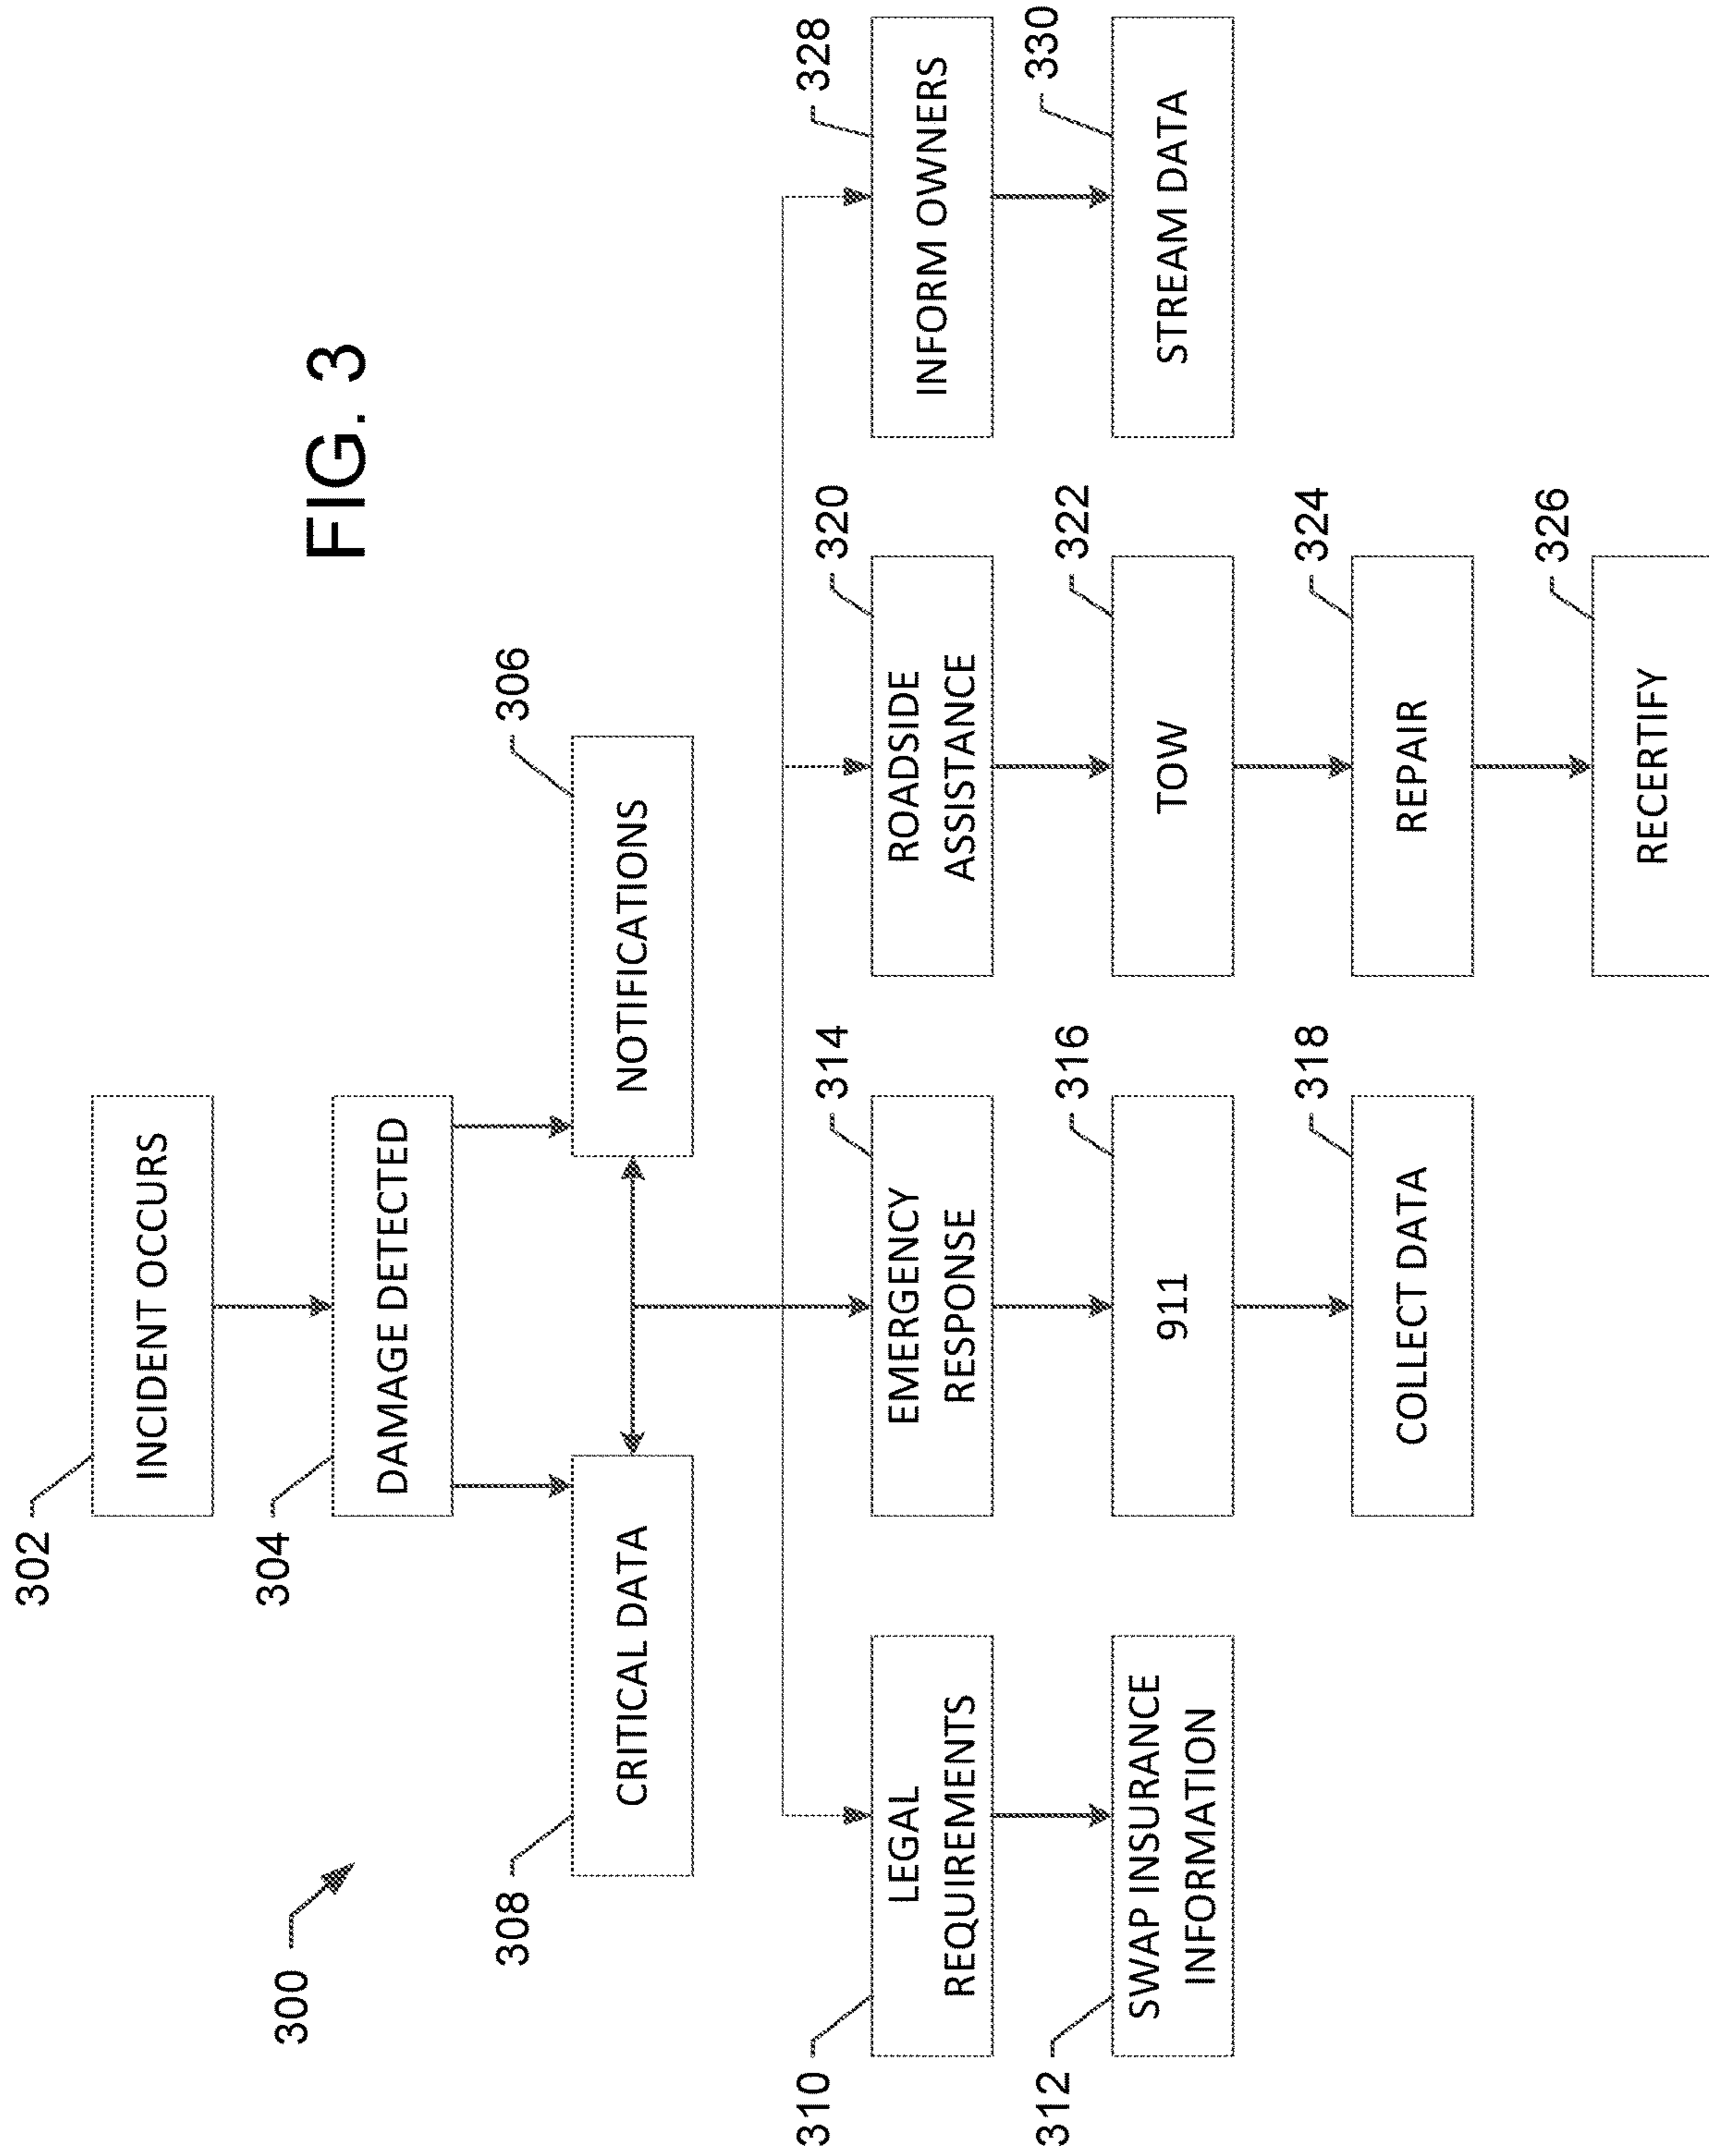 FIG. 3
300
302
INCIDENT OCCURS
304
DAMAGE DETECTED
308
CRITICAL DATA
306
NOTIFICATIONS
310
LEGAL
REQUIREMENTS
312
SWAP INSURANCE
INFORMATION
314
EMERGENCY
RESPONSE
316
911
318
COLLECT DATA
320
ROADSIDE
ASSISTANCE
322
TOW
324
REPAIR
326
RECERTIFY
328
INFORM OWNERS
330
STREAM DATA